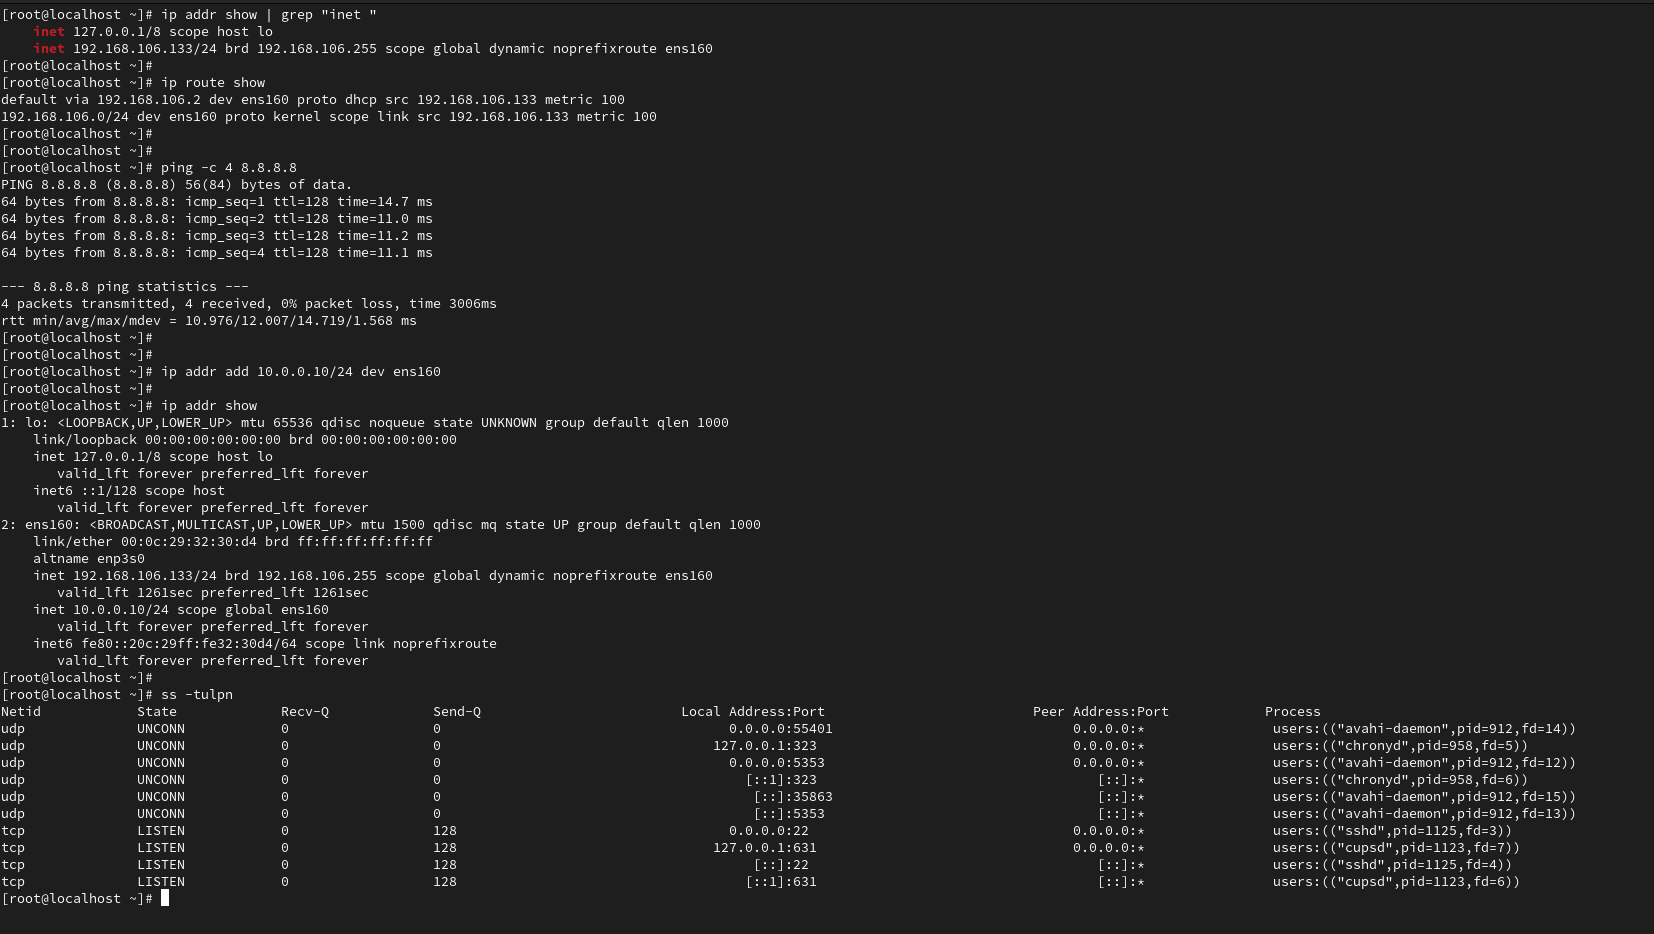 [root@localhost ~]# ip addr show | grep "inet "
    inet 127.0.0.1/8 scope host lo
    inet 192.168.106.133/24 brd 192.168.106.255 scope global dynamic noprefixroute ens160
[root@localhost ~]#
[root@localhost ~]# ip route show
default via 192.168.106.2 dev ens160 proto dhcp src 192.168.106.133 metric 100
192.168.106.0/24 dev ens160 proto kernel scope link src 192.168.106.133 metric 100
[root@localhost ~]#
[root@localhost ~]#
[root@localhost ~]# ping -c 4 8.8.8.8
PING 8.8.8.8 (8.8.8.8) 56(84) bytes of data.
64 bytes from 8.8.8.8: icmp_seq=1 ttl=128 time=14.7 ms
64 bytes from 8.8.8.8: icmp_seq=2 ttl=128 time=11.0 ms
64 bytes from 8.8.8.8: icmp_seq=3 ttl=128 time=11.2 ms
64 bytes from 8.8.8.8: icmp_seq=4 ttl=128 time=11.1 ms

--- 8.8.8.8 ping statistics ---
4 packets transmitted, 4 received, 0% packet loss, time 3006ms
rtt min/avg/max/mdev = 10.976/12.007/14.719/1.568 ms
[root@localhost ~]#
[root@localhost ~]#
[root@localhost ~]# ip addr add 10.0.0.10/24 dev ens160
[root@localhost ~]#
[root@localhost ~]# ip addr show
1: lo: <LOOPBACK,UP,LOWER_UP> mtu 65536 qdisc noqueue state UNKNOWN group default qlen 1000
    link/loopback 00:00:00:00:00:00 brd 00:00:00:00:00:00
    inet 127.0.0.1/8 scope host lo
       valid_lft forever preferred_lft forever
    inet6 ::1/128 scope host
       valid_lft forever preferred_lft forever
2: ens160: <BROADCAST,MULTICAST,UP,LOWER_UP> mtu 1500 qdisc mq state UP group default qlen 1000
    link/ether 00:0c:29:32:30:d4 brd ff:ff:ff:ff:ff:ff
    altname enp3s0
    inet 192.168.106.133/24 brd 192.168.106.255 scope global dynamic noprefixroute ens160
       valid_lft 1261sec preferred_lft 1261sec
    inet 10.0.0.10/24 scope global ens160
       valid_lft forever preferred_lft forever
    inet6 fe80::20c:29ff:fe32:30d4/64 scope link noprefixroute
       valid_lft forever preferred_lft forever
[root@localhost ~]#
[root@localhost ~]# ss -tulpn
Netid State Recv-Q Send-Q Local Address:Port Peer Address:Port Process
udp UNCONN 0 0 0.0.0.0:55401 0.0.0.0:* users:(("avahi-daemon",pid=912,fd=14))
udp UNCONN 0 0 127.0.0.1:323 0.0.0.0:* users:(("chronyd",pid=958,fd=5))
udp UNCONN 0 0 0.0.0.0:5353 0.0.0.0:* users:(("avahi-daemon",pid=912,fd=12))
udp UNCONN 0 0 [::1]:323 [::]:* users:(("chronyd",pid=958,fd=6))
udp UNCONN 0 0 [::]:35863 [::]:* users:(("avahi-daemon",pid=912,fd=15))
udp UNCONN 0 0 [::]:5353 [::]:* users:(("avahi-daemon",pid=912,fd=13))
tcp LISTEN 0 128 0.0.0.0:22 0.0.0.0:* users:(("sshd",pid=1125,fd=3))
tcp LISTEN 0 128 127.0.0.1:631 0.0.0.0:* users:(("cupsd",pid=1123,fd=7))
tcp LISTEN 0 128 [::]:22 [::]:* users:(("sshd",pid=1125,fd=4))
tcp LISTEN 0 128 [::1]:631 [::]:* users:(("cupsd",pid=1123,fd=6))
[root@localhost ~]#